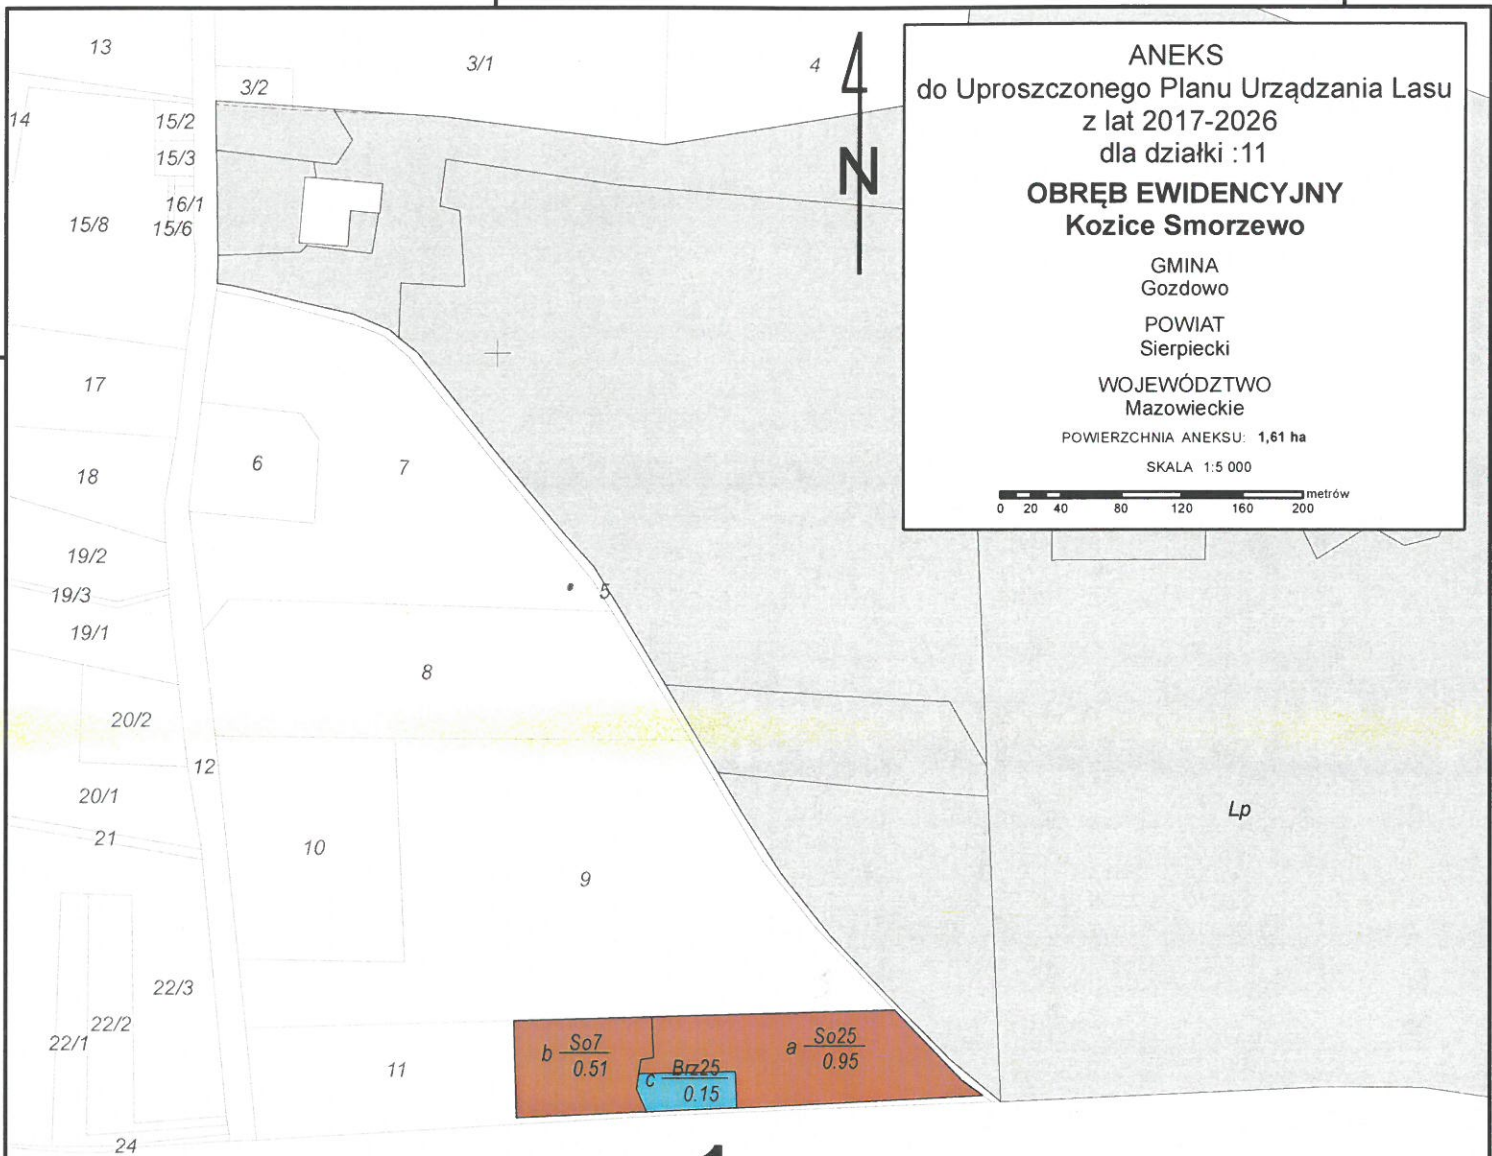 13
3/2
3/1
4
14
15/2
15/3
16/1
15/6
15/8
N
ANEKS
do Uproszczonego Planu Urządzania Lasu
z lat 2017-2026
dla działki :11
OBRĘB EWIDENCYJNY
Kozice Smorzewo
GMINA
Gozdowo
POWIAT
Sierpiecki
WOJEWÓDZTWO
Mazowieckie
POWIERZCHNIA ANEKSU: 1,61 ha
SKALA 1:5 000
metrów
0 20 40 80 120 160 200
17
6
7
18
19/2
19/3
5
19/1
8
20/2
12
20/1
21
Lp
10
9
22/3
22/2
22/1
11
b So7
0.51
a So25
0.95
c Brz25
0.15
24